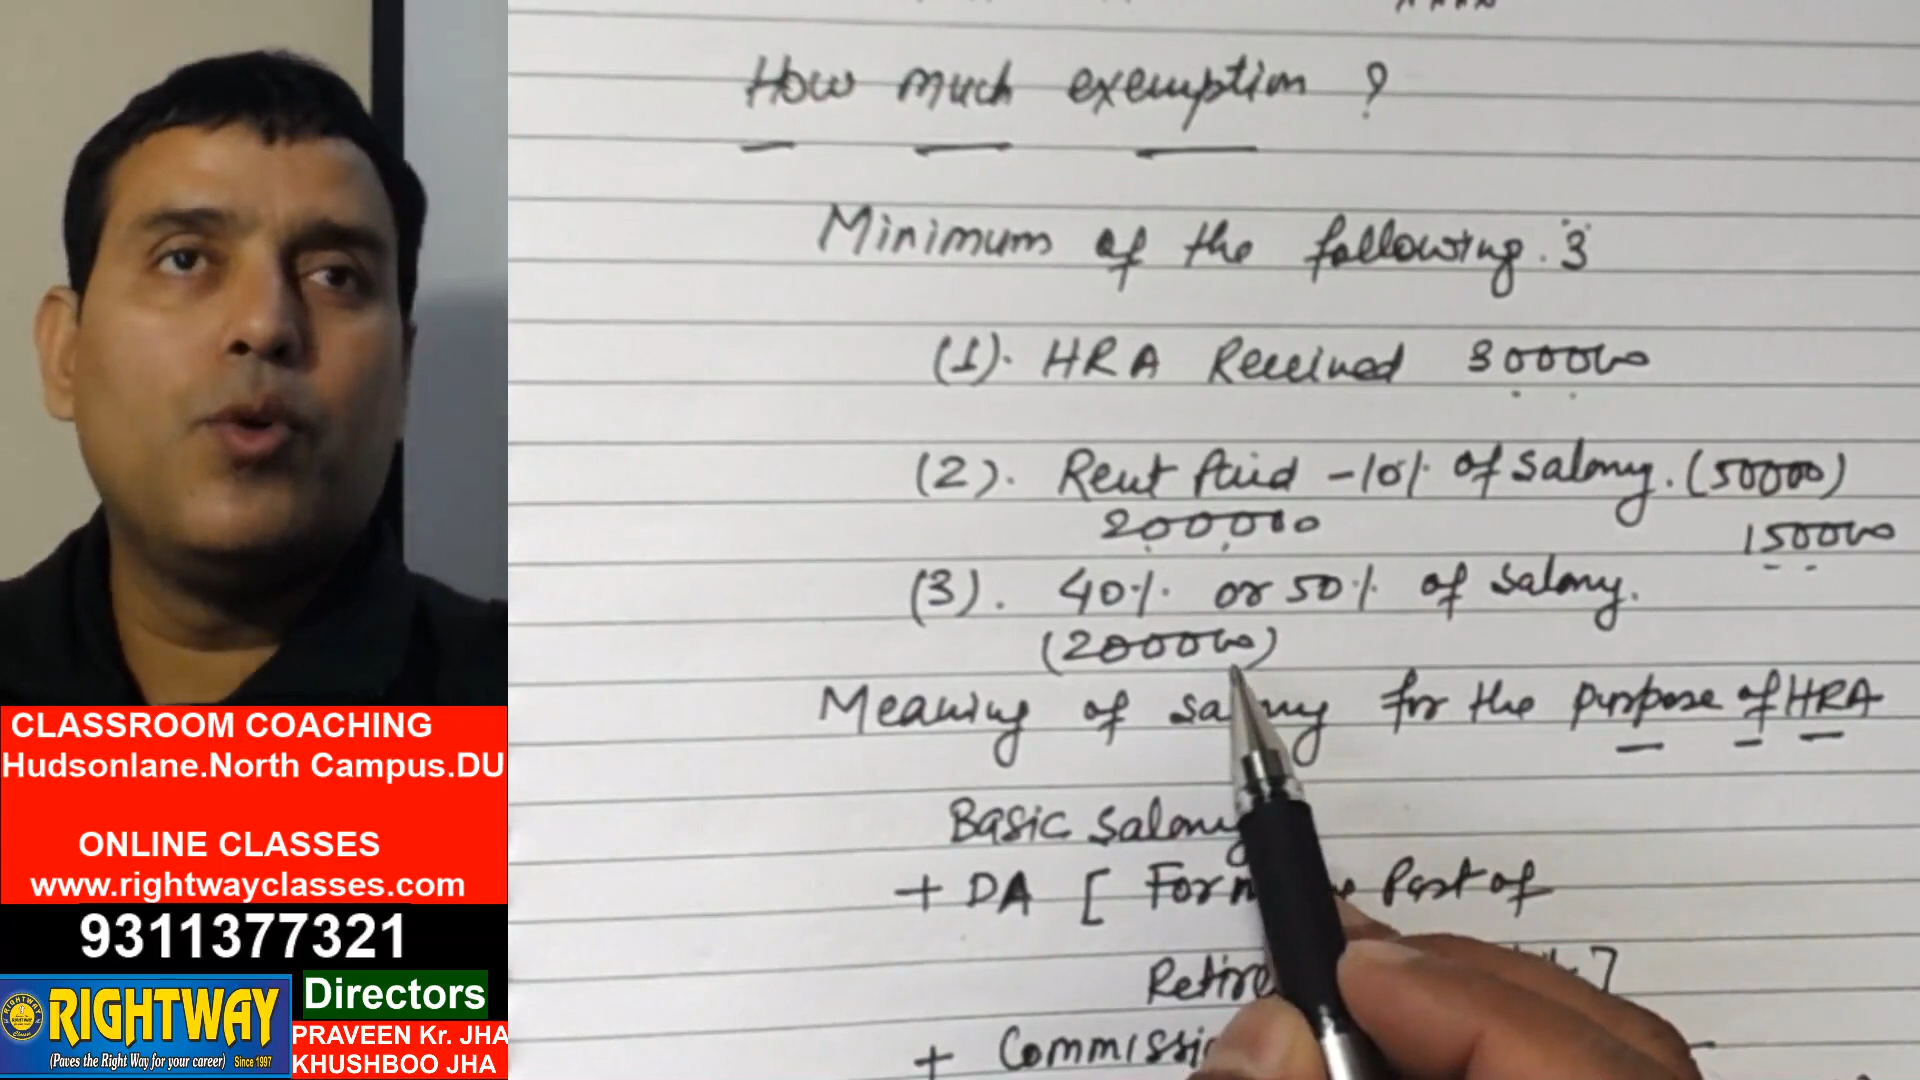 How much exemption ?
Minimum of the following. 3
(1). HRA Received 300000
(2). Rent Paid -10% of salary. (50000)
200000
150000
(3). 40% or 50% of salary.
(200000)
Meaning of salary for the purpose of HRA
Basic salary
+ DA [ Form Part of
Retire
+ Commissi
CLASSROOM COACHING
Hudsonlane.North Campus.DU
ONLINE CLASSES
www.rightwayclasses.com
9311377321
RIGHTWAY
(Paves the Right Way for your career) Since 1997
Directors
PRAVEEN Kr. JHA
KHUSHBOO JHA